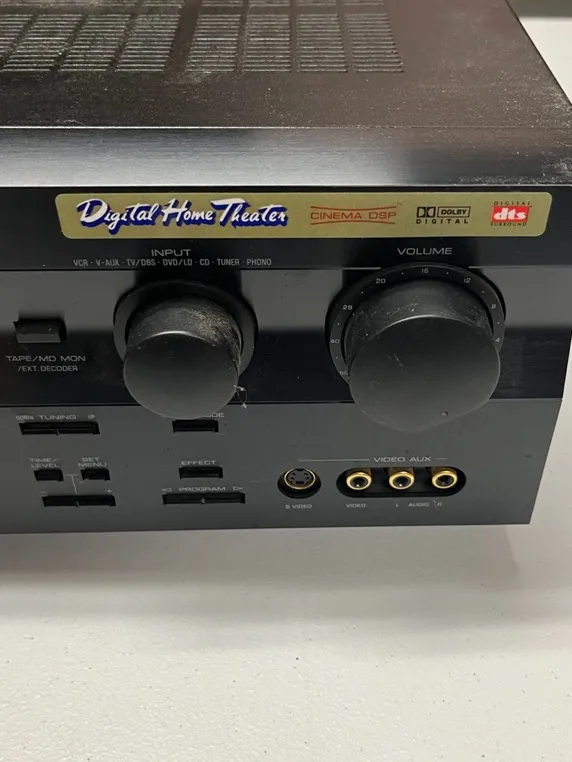 Digital Home Theater
CINEMA DSP
DOLBY
DIGITAL
DIGITAL
dts
SURROUND
INPUT
VCR · V-AUX · TV/DBS · DVD/LD · CD · TUNER · PHONO
VOLUME
28 20 16 12 8 4
40
60
TAPE/MD MON
/EXT. DECODER
TUNING
TIME/
LEVEL
SET
MENU
- +
EFFECT
◁ PROGRAM ▷
VIDEO AUX
S VIDEO
VIDEO
L AUDIO R